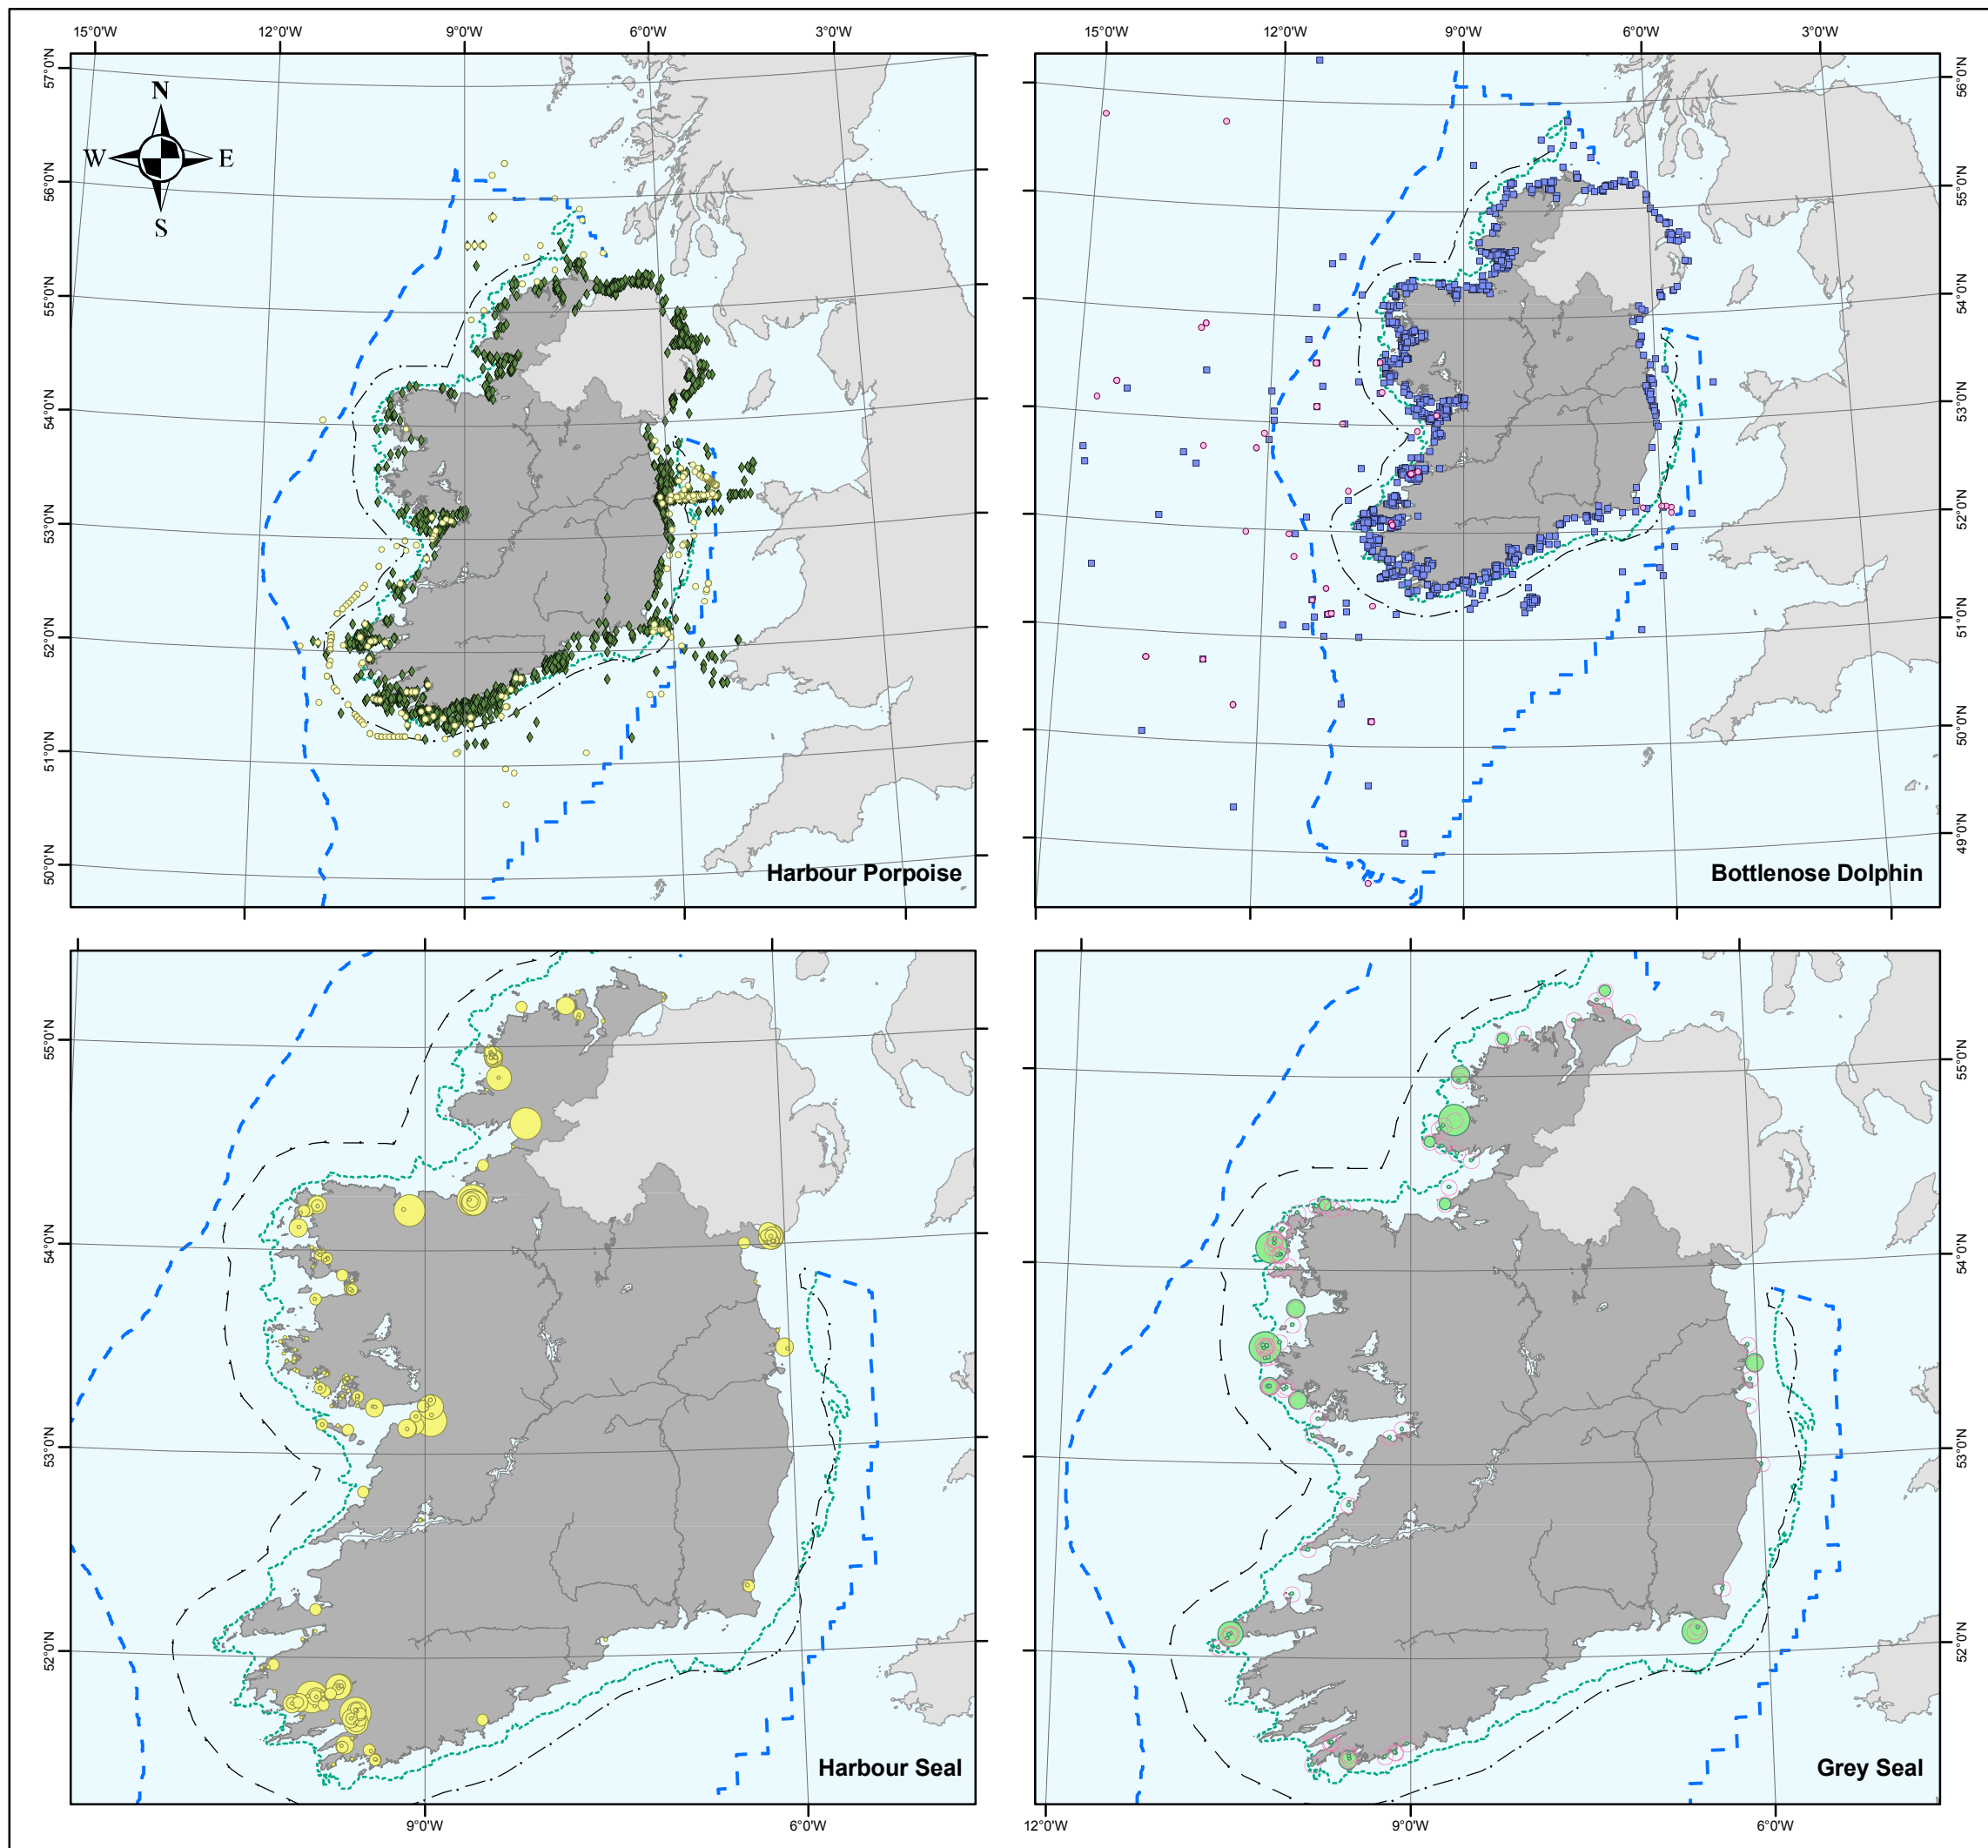 15°0'W 12°0'W 9°0'W 6°0'W 3°0'W
15°0'W 12°0'W 9°0'W 6°0'W 3°0'W
57°0'N
56°0'N
55°0'N
54°0'N
53°0'N
52°0'N
51°0'N
50°0'N
N
W E
S
Harbour Porpoise
56°0'N
55°0'N
54°0'N
53°0'N
52°0'N
51°0'N
50°0'N
49°0'N
Bottlenose Dolphin
55°0'N
54°0'N
53°0'N
52°0'N
Harbour Seal
9°0'W 6°0'W
55°0'N
54°0'N
53°0'N
52°0'N
Grey Seal
12°0'W 9°0'W 6°0'W